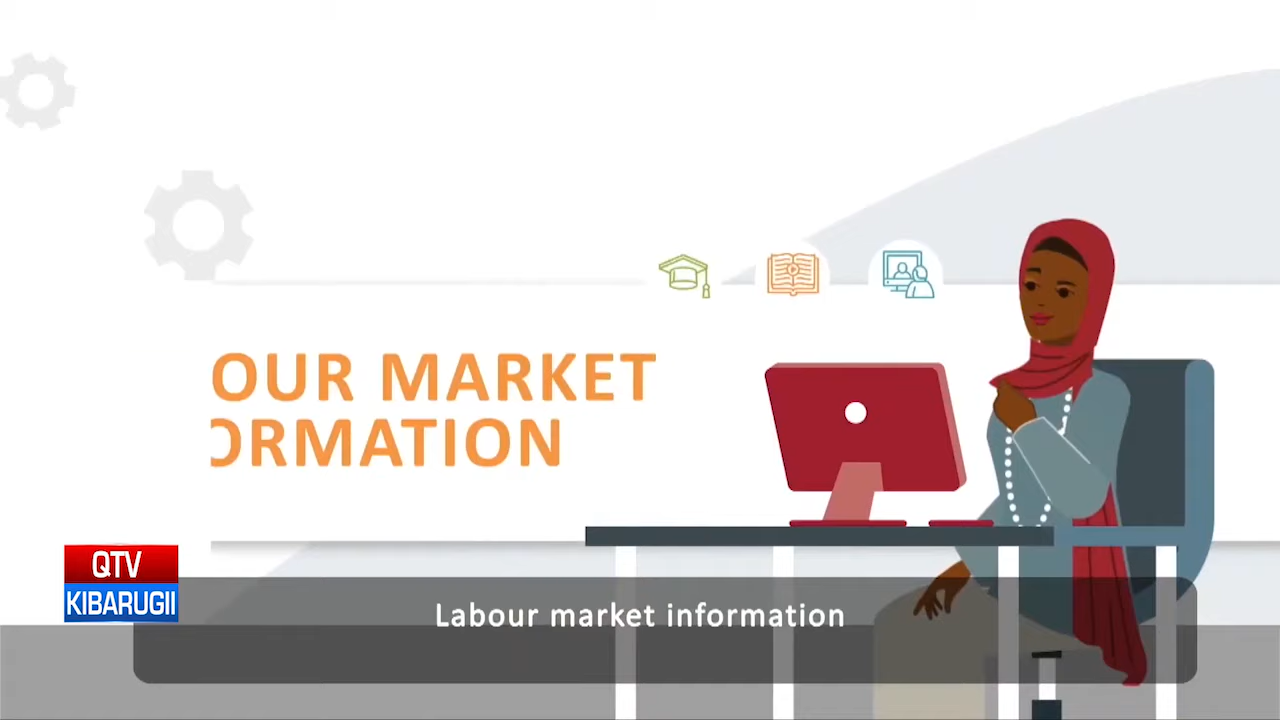 OUR MARKET
ORMATION
QTV
KIBARUGII
Labour market information